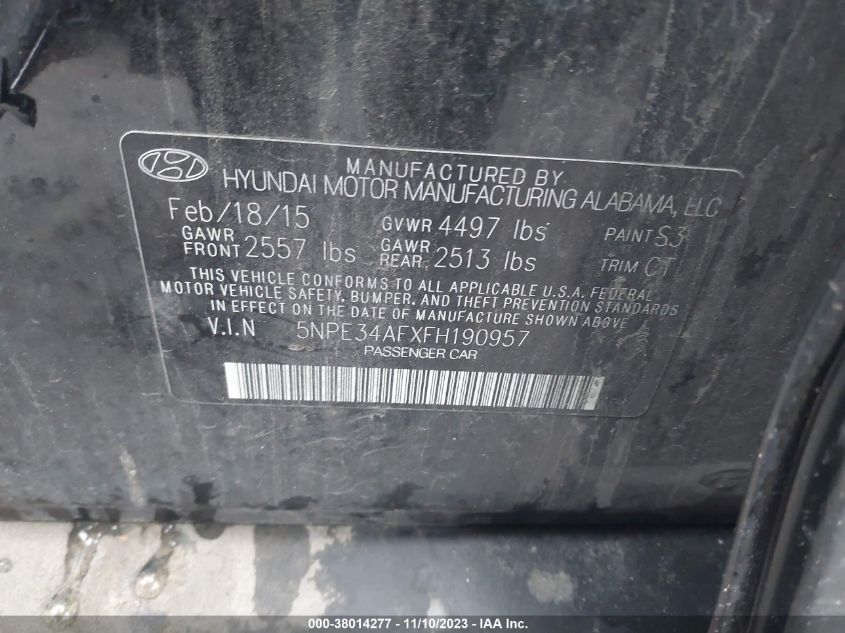 MANUFACTURED BY
HYUNDAI MOTOR MANUFACTURING ALABAMA, LLC
Feb/18/15 GVWR 4497 lbs PAINT S3
GAWR FRONT 2557 lbs GAWR REAR 2513 lbs TRIM CT
THIS VEHICLE CONFORMS TO ALL APPLICABLE U.S.A. FEDERAL
MOTOR VEHICLE SAFETY, BUMPER, AND THEFT PREVENTION STANDARDS
IN EFFECT ON THE DATE OF MANUFACTURE SHOWN ABOVE
V.I.N 5NPE34AFXFH190957
PASSENGER CAR
000-38014277 - 11/10/2023 - IAA Inc.